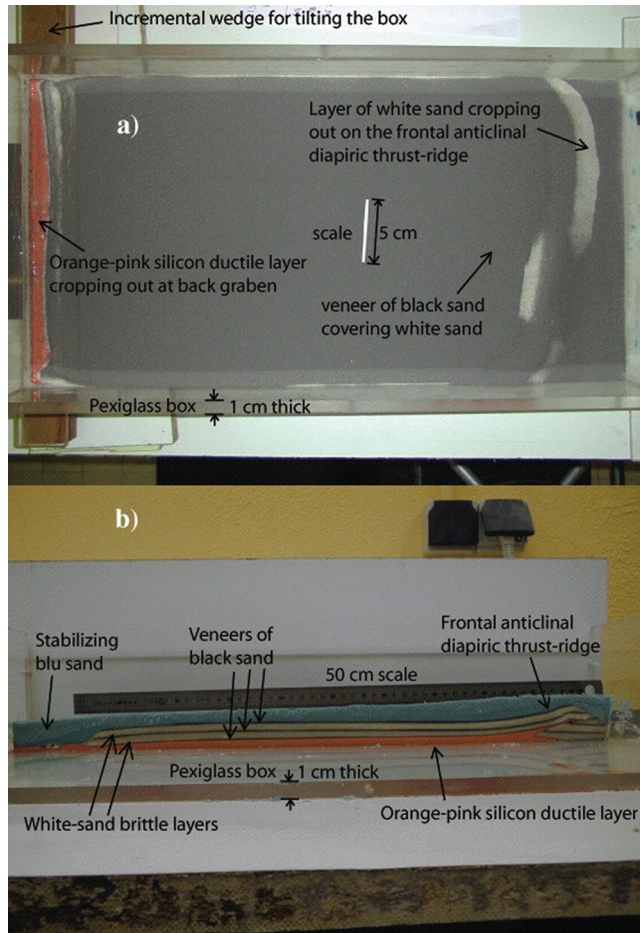 Incremental wedge for tilting the box
a)
Layer of white sand cropping
out on the frontal anticlinal
diapiric thrust-ridge
scale
5 cm
Orange-pink silicon ductile layer
cropping out at back graben
veneer of black sand
covering white sand
Pexiglass box
1 cm thick
b)
Stabilizing
blu sand
Veneers of
black sand
Frontal anticlinal
diapiric thrust-ridge
50 cm scale
Pexiglass box
1 cm thick
White-sand brittle layers
Orange-pink silicon ductile layer